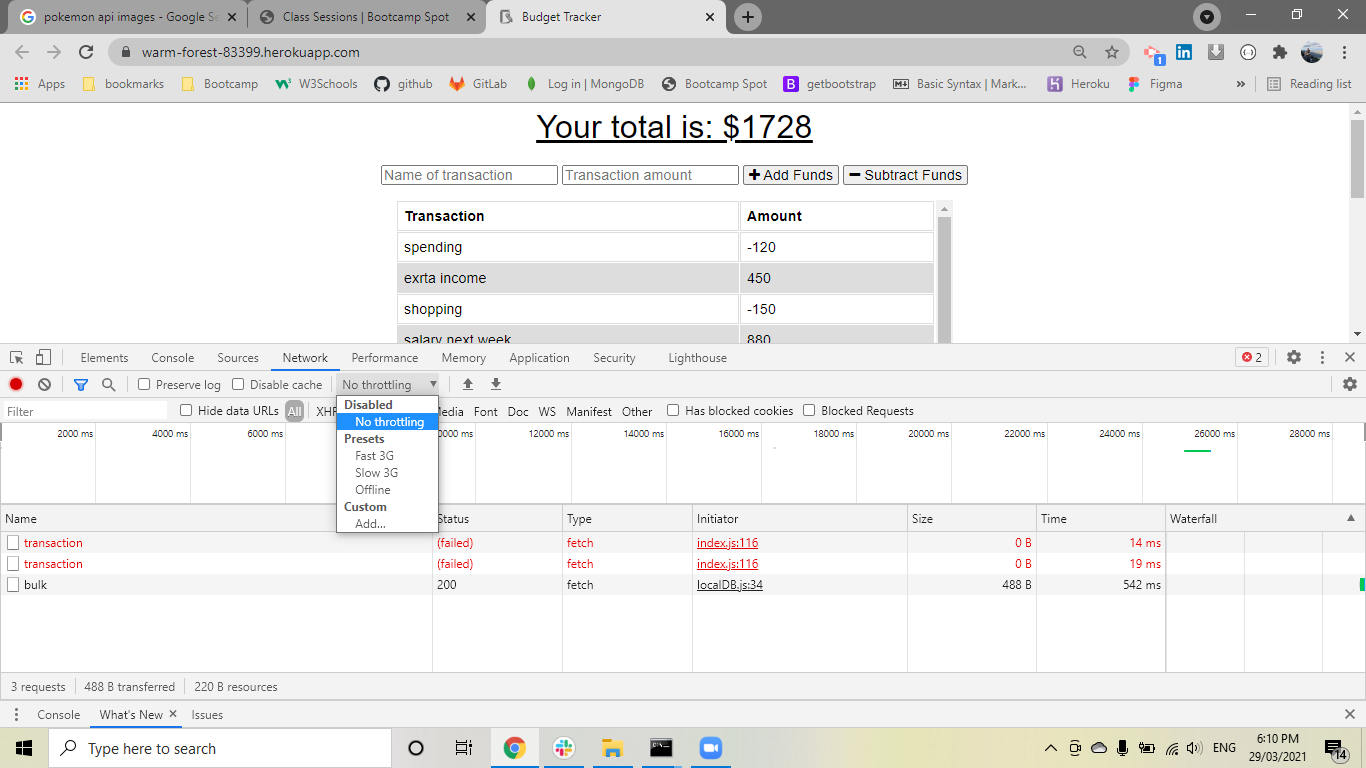 pokemon api images - Google Se
Class Sessions | Bootcamp Spot
Budget Tracker
warm-forest-83399.herokuapp.com
1
Apps
bookmarks
Bootcamp
W3Schools
github
GitLab
Log in | MongoDB
Bootcamp Spot
B getbootstrap
Basic Syntax | Mark...
Heroku
Figma
»
Reading list
Your total is: $1728
Name of transaction
Transaction amount
+ Add Funds
− Subtract Funds
Transaction Amount
spending -120
exrta income 450
shopping -150
salary next week 880
Elements Console Sources Network Performance Memory Application Security Lighthouse 2
Preserve log Disable cache No throttling
Filter Hide data URLs All XHR Media Font Doc WS Manifest Other Has blocked cookies Blocked Requests
Disabled
No throttling
Presets
Fast 3G
Slow 3G
Offline
Custom
Add...
2000 ms 4000 ms 6000 ms 0000 ms 12000 ms 14000 ms 16000 ms 18000 ms 20000 ms 22000 ms 24000 ms 26000 ms 28000 ms
Name Status Type Initiator Size Time Waterfall
transaction (failed) fetch index.js:116 0 B 14 ms
transaction (failed) fetch index.js:116 0 B 19 ms
bulk 200 fetch localDB.js:34 488 B 542 ms
3 requests 488 B transferred 220 B resources
Console What's New Issues
Type here to search
ENG
6:10 PM
29/03/2021
14